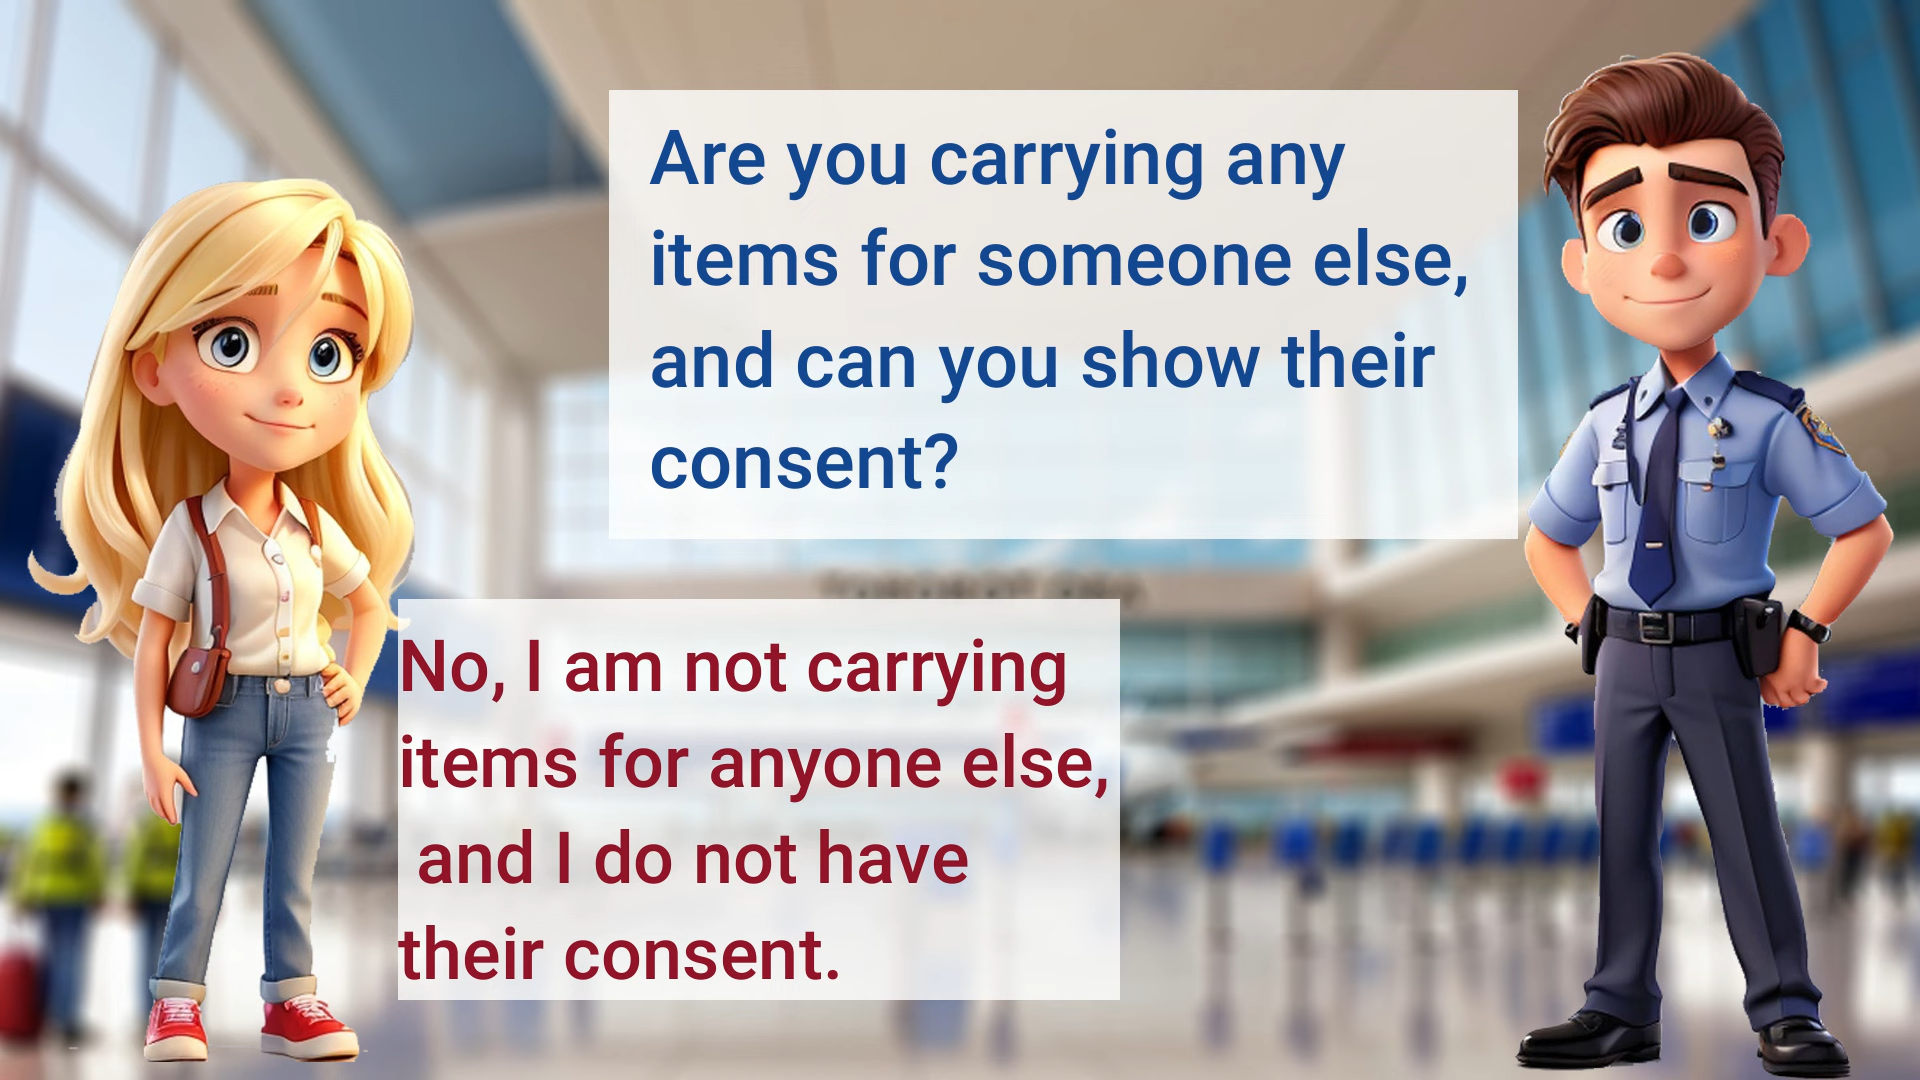 Are you carrying any
items for someone else,
and can you show their
consent?
No, I am not carrying
items for anyone else,
and I do not have
their consent.